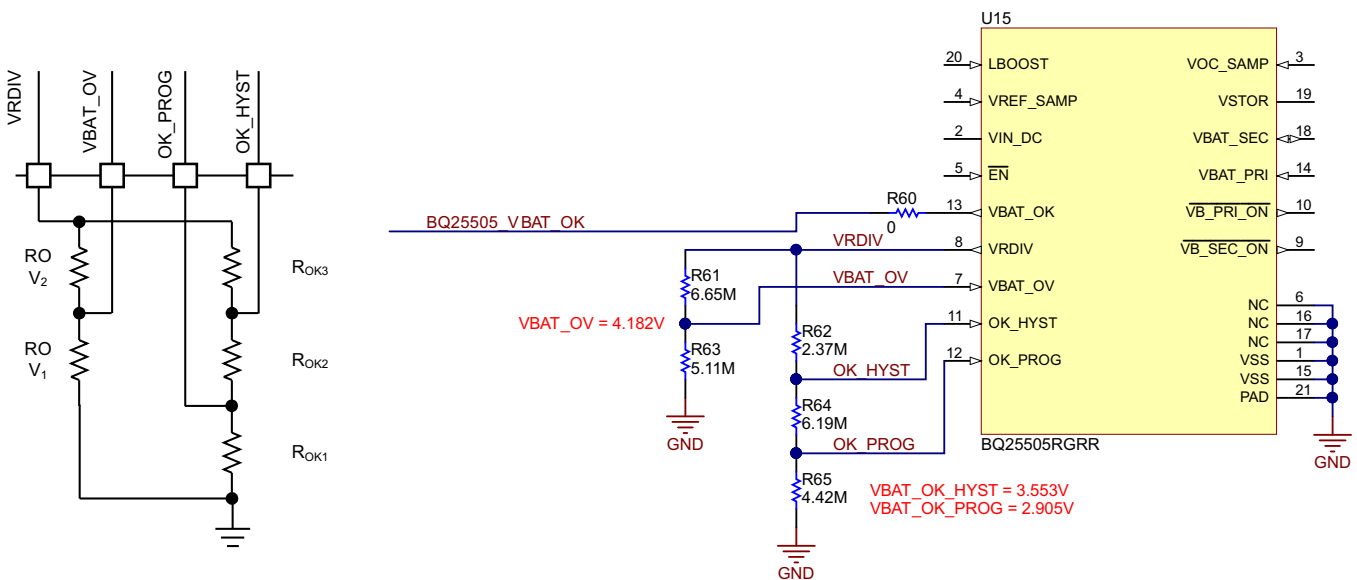 VRDIV
VBAT_OV
OK_PROG
OK_HYST
RO
V2
RO
V1
ROK3
ROK2
ROK1
BQ25505_VBAT_OK
R60
0
VRDIV
R61
6.65M
VBAT_OV
VBAT_OV = 4.182V
R63
5.11M
GND
R62
2.37M
OK_HYST
R64
6.19M
OK_PROG
R65
4.42M
VBAT_OK_HYST = 3.553V
VBAT_OK_PROG = 2.905V
GND
U15
20 LBOOST
4 VREF_SAMP
2 VIN_DC
5 EN
13 VBAT_OK
8 VRDIV
7 VBAT_OV
11 OK_HYST
12 OK_PROG
VOC_SAMP 3
VSTOR 19
VBAT_SEC 18
VBAT_PRI 14
VB_PRI_ON 10
VB_SEC_ON 9
NC 6
NC 16
NC 17
VSS 1
VSS 15
PAD 21
BQ25505RGRR
GND